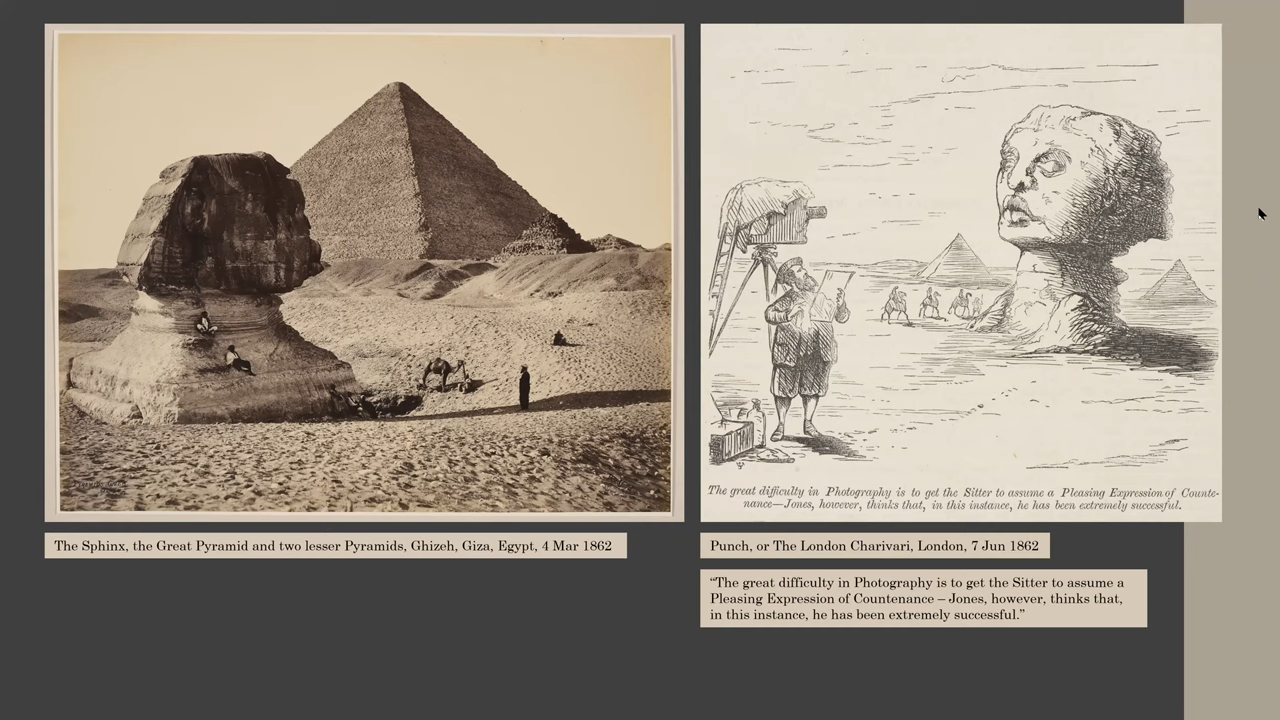 The Sphinx, the Great Pyramid and two lesser Pyramids, Ghizeh, Giza, Egypt, 4 Mar 1862
The great difficulty in Photography is to get the Sitter to assume a Pleasing Expression of Counte-
nance—Jones, however, thinks that, in this instance, he has been extremely successful.
Punch, or The London Charivari, London, 7 Jun 1862
“The great difficulty in Photography is to get the Sitter to assume a
Pleasing Expression of Countenance – Jones, however, thinks that,
in this instance, he has been extremely successful.”